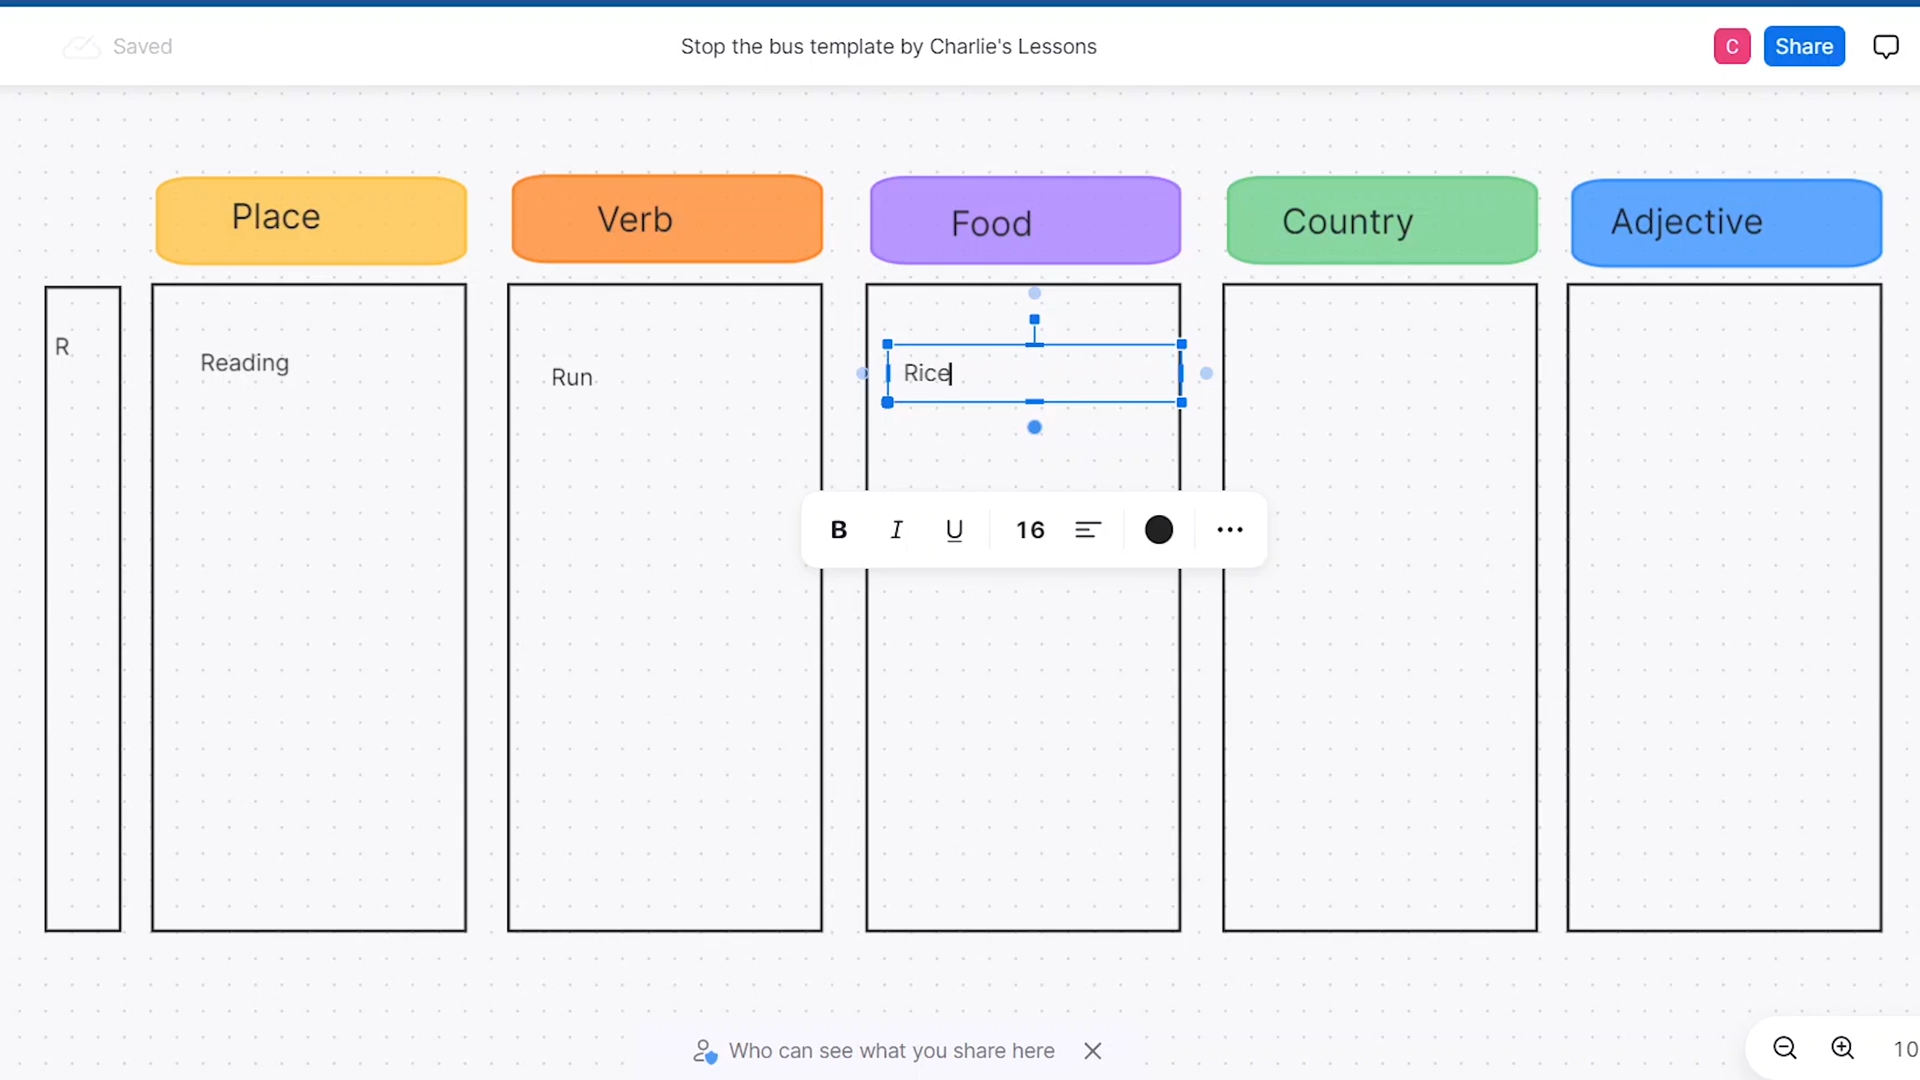 Saved
Stop the bus template by Charlie's Lessons
C
Share
Place
Verb
Food
Country
Adjective
R
Reading
Run
Rice
B I U 16
Who can see what you share here
10